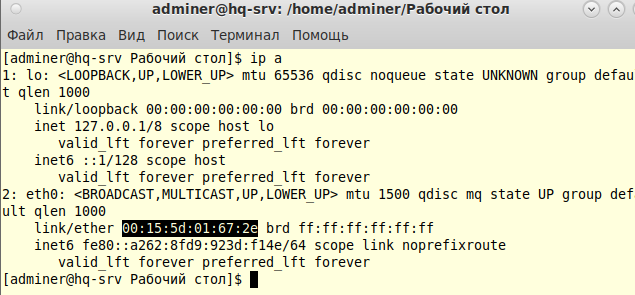 adminer@hq-srv: /home/adminer/Рабочий стол
Файл Правка Вид Поиск Терминал Помощь
[adminer@hq-srv Рабочий стол]$ ip a
1: lo: <LOOPBACK,UP,LOWER_UP> mtu 65536 qdisc noqueue state UNKNOWN group defau
lt qlen 1000
    link/loopback 00:00:00:00:00:00 brd 00:00:00:00:00:00
    inet 127.0.0.1/8 scope host lo
       valid_lft forever preferred_lft forever
    inet6 ::1/128 scope host
       valid_lft forever preferred_lft forever
2: eth0: <BROADCAST,MULTICAST,UP,LOWER_UP> mtu 1500 qdisc mq state UP group def
ault qlen 1000
    link/ether 00:15:5d:01:67:2e brd ff:ff:ff:ff:ff:ff
    inet6 fe80::a262:8fd9:923d:f14e/64 scope link noprefixroute
       valid_lft forever preferred_lft forever
[adminer@hq-srv Рабочий стол]$